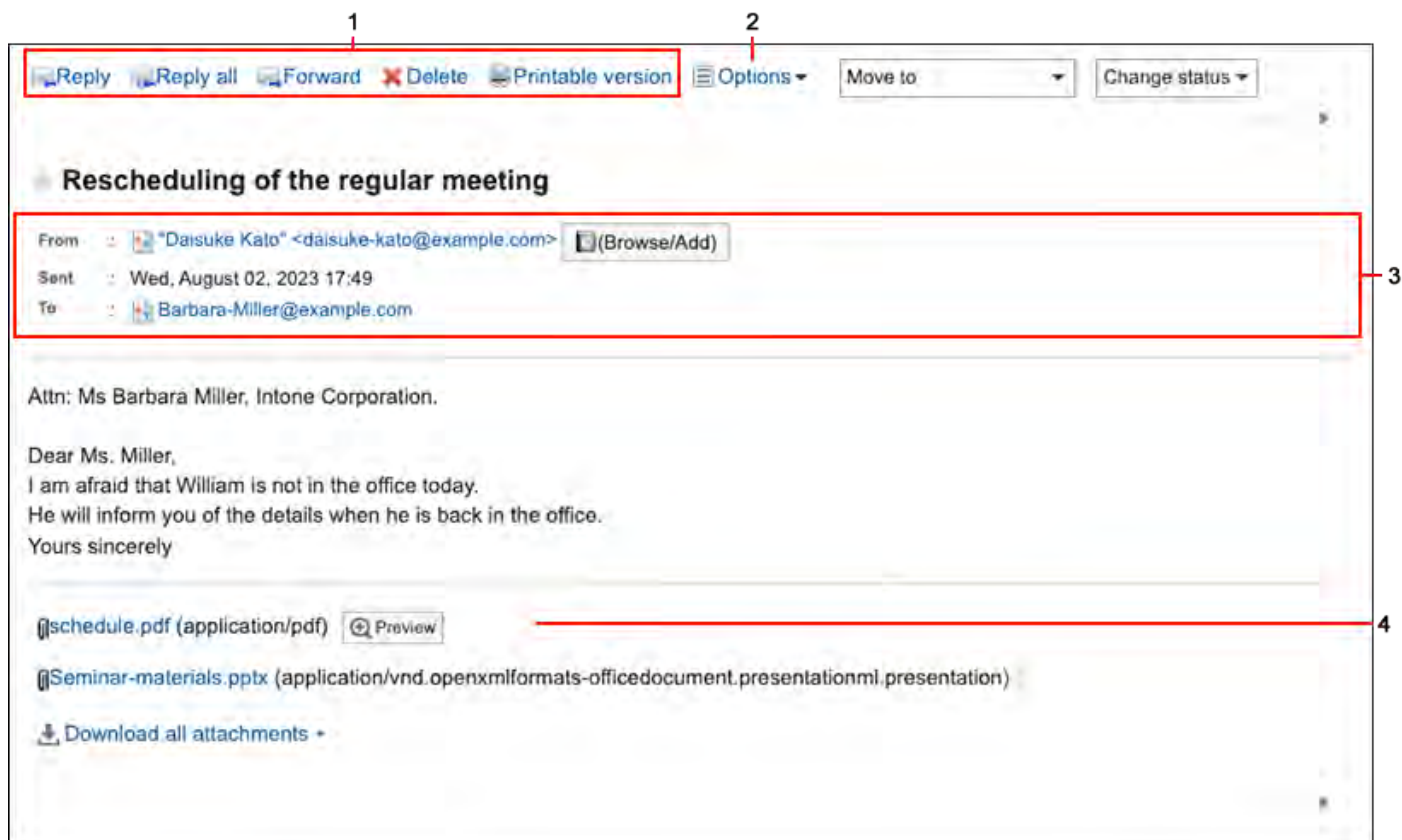 1 2
Reply Reply all Forward Delete Printable version Options Move to Change status
Rescheduling of the regular meeting
From : "Daisuke Kato" <daisuke-kato@example.com> (Browse/Add)
Sent : Wed, August 02, 2023 17:49
3
To : Barbara-Miller@example.com
Attn: Ms Barbara Miller, Intone Corporation.
Dear Ms. Miller,
I am afraid that William is not in the office today.
He will inform you of the details when he is back in the office.
Yours sincerely
schedule.pdf (application/pdf) Preview 4
Seminar-materials.pptx (application/vnd.openxmlformats-officedocument.presentationml.presentation)
Download all attachments